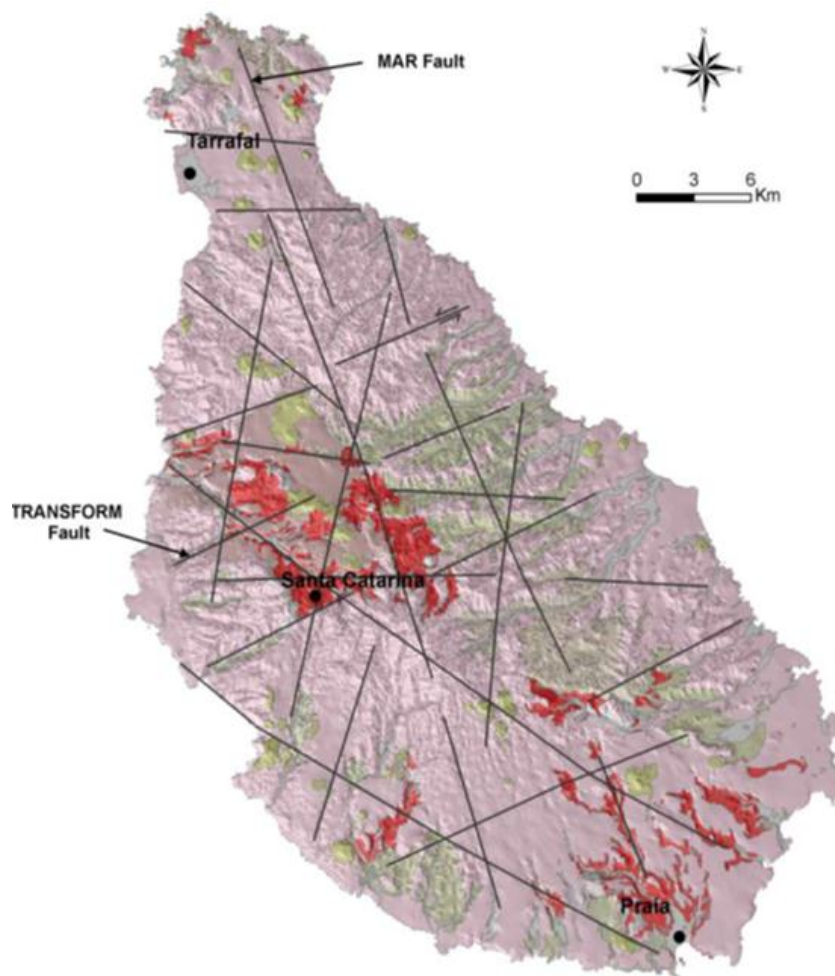 MAR Fault
N
W
E
S
Tarrafal
0 3 6
Km
TRANSFORM
Fault
Santa Catarina
Praia